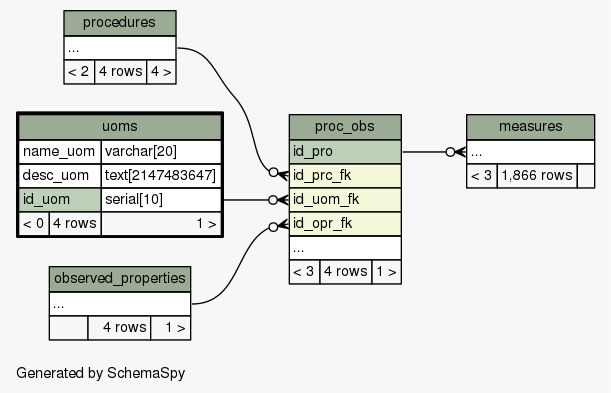 procedures
...
< 2 4 rows 4 >
uoms
name_uom varchar[20]
desc_uom text[2147483647]
id_uom serial[10]
< 0 4 rows 1 >
observed_properties
...
4 rows 1 >
proc_obs
id_pro
id_prc_fk
id_uom_fk
id_opr_fk
...
< 3 4 rows 1 >
measures
...
< 3 1,866 rows
Generated by SchemaSpy